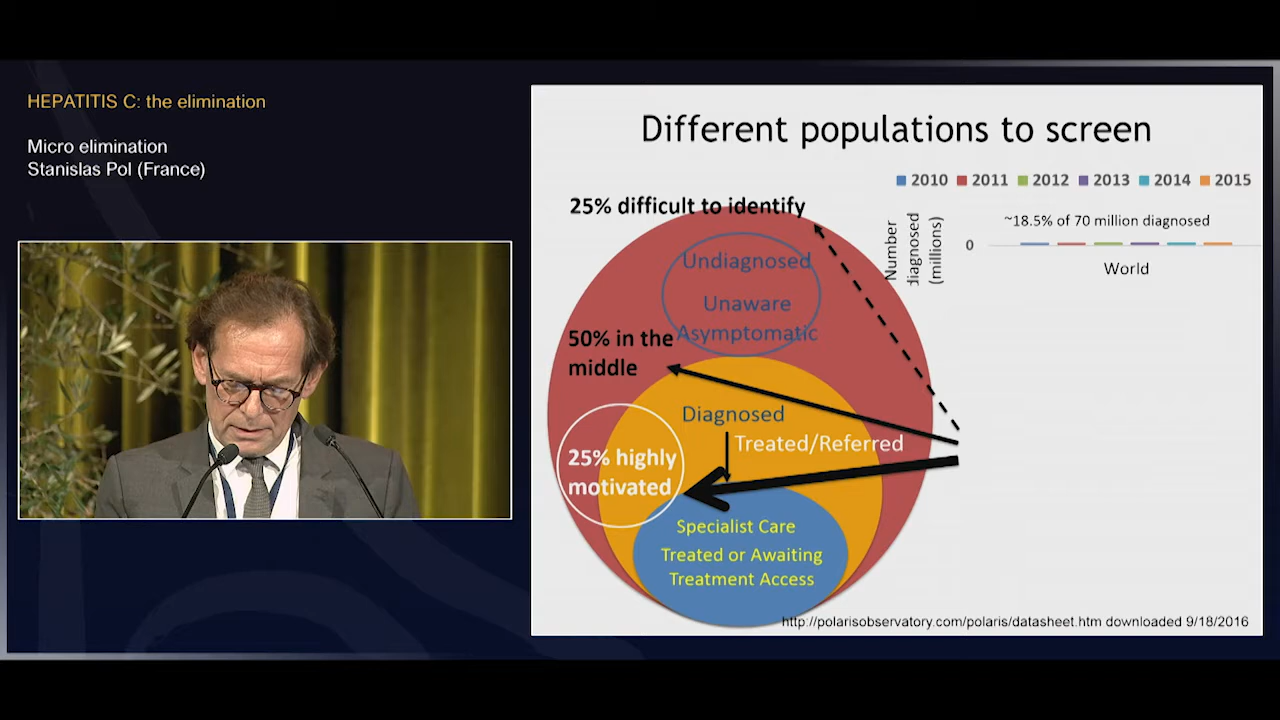 HEPATITIS C: the elimination
Micro elimination
Stanislas Pol (France)
Different populations to screen
2010 2011 2012 2013 2014 2015
25% difficult to identify
Number
diagnosed
(millions)
~18.5% of 70 million diagnosed
0
World
Undiagnosed
Unaware
Asymptomatic
50% in the
middle
Diagnosed
Treated/Referred
25% highly
motivated
Specialist Care
Treated or Awaiting
Treatment Access
http://polarisobservatory.com/polaris/datasheet.htm downloaded 9/18/2016